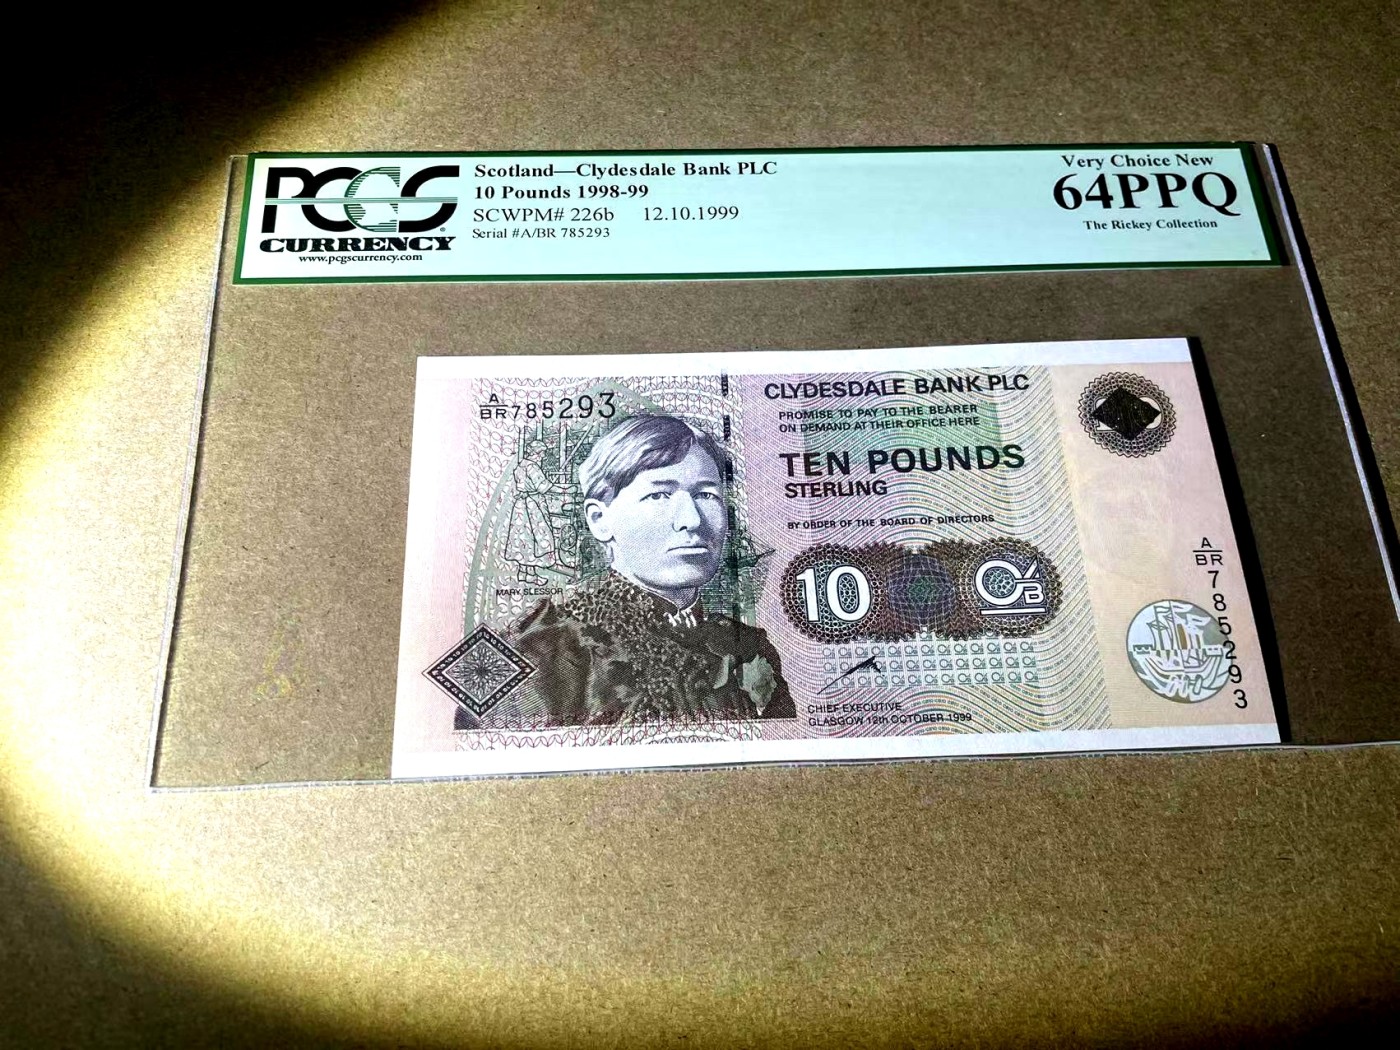 PCGS
CURRENCY
www.pcgscurrency.com
Scotland—Clydesdale Bank PLC
10 Pounds 1998-99
SCWPM# 226b 12.10.1999
Serial #A/BR 785293
Very Choice New
64PPQ
The Rickey Collection
A/BR 785293
CLYDESDALE BANK PLC
PROMISE TO PAY TO THE BEARER
ON DEMAND AT THEIR OFFICE HERE
TEN POUNDS
STERLING
BY ORDER OF THE BOARD OF DIRECTORS
MARY SLESSOR
10
CB
CHIEF EXECUTIVE
GLASGOW 12th OCTOBER 1999
A/BR 785293